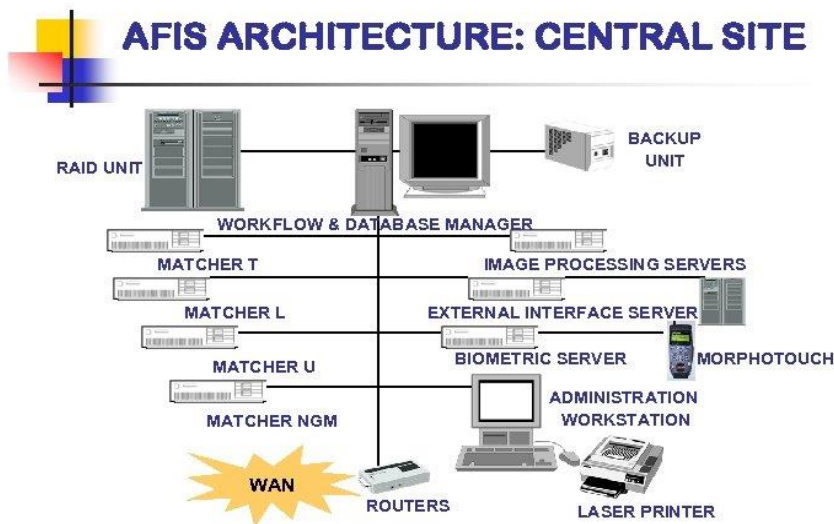 AFIS ARCHITECTURE: CENTRAL SITE
RAID UNIT
BACKUP
UNIT
WORKFLOW & DATABASE MANAGER
MATCHER T
IMAGE PROCESSING SERVERS
MATCHER L
EXTERNAL INTERFACE SERVER
MATCHER U
BIOMETRIC SERVER
MORPHOTOUCH
MATCHER NGM
ADMINISTRATION
WORKSTATION
WAN
ROUTERS
LASER PRINTER